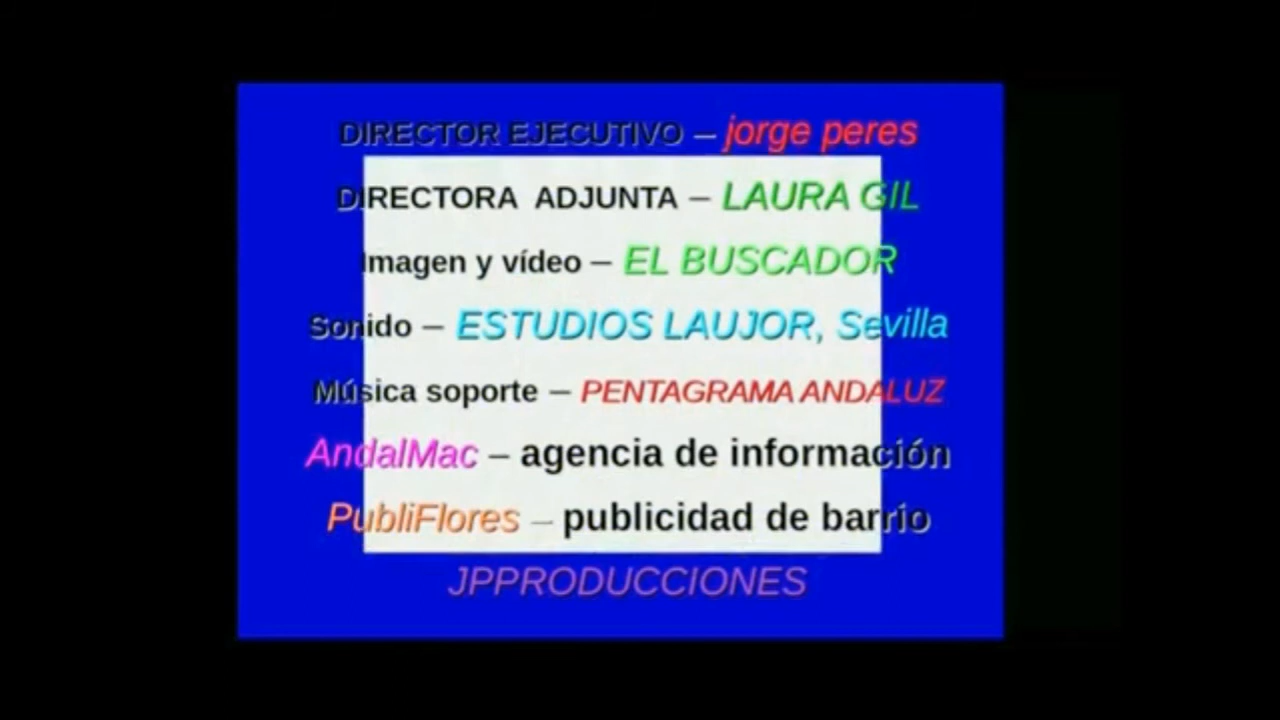 DIRECTOR EJECUTIVO – jorge peres
DIRECTORA ADJUNTA – LAURA GIL
Imagen y vídeo – EL BUSCADOR
Sonido – ESTUDIOS LAUJOR, Sevilla
Música soporte – PENTAGRAMA ANDALUZ
AndalMac – agencia de información
PubliFlores – publicidad de barrio
JPPRODUCCIONES